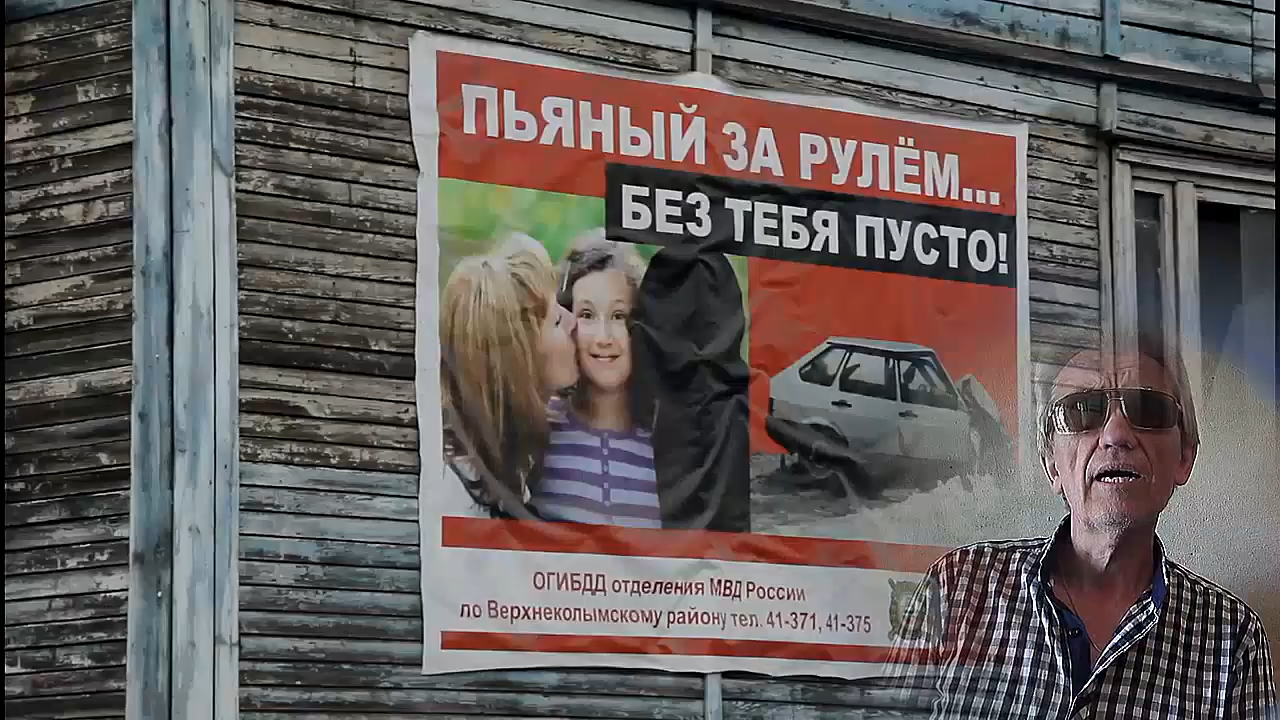 ПЬЯНЫЙ ЗА РУЛЁМ...
БЕЗ ТЕБЯ ПУСТО!
ОГИБДД отделения МВД России
по Верхнеколымскому району тел. 41-371, 41-375